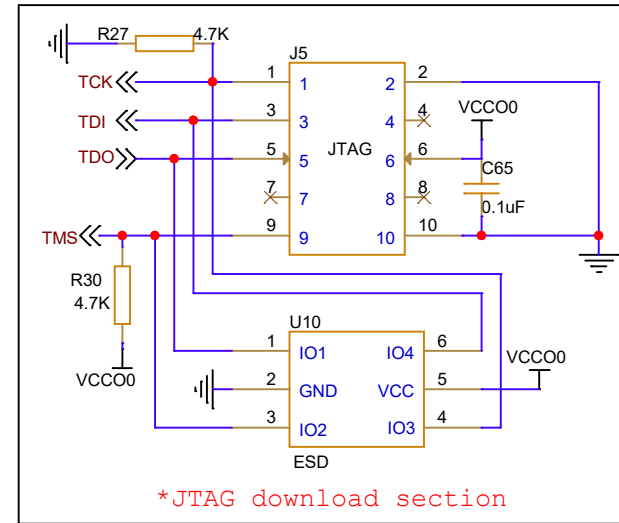 R27 4.7K
J5
TCK 1 1 2 2
TDI 3 3 4 4 VCCO0
TDO 5 5 JTAG 6 6
C65
7 7 8 8 0.1uF
TMS 9 9 10 10
R30
4.7K
U10
1 IO1 IO4 6
VCCO0 VCCO0
2 GND VCC 5
3 IO2 IO3 4
ESD
*JTAG download section